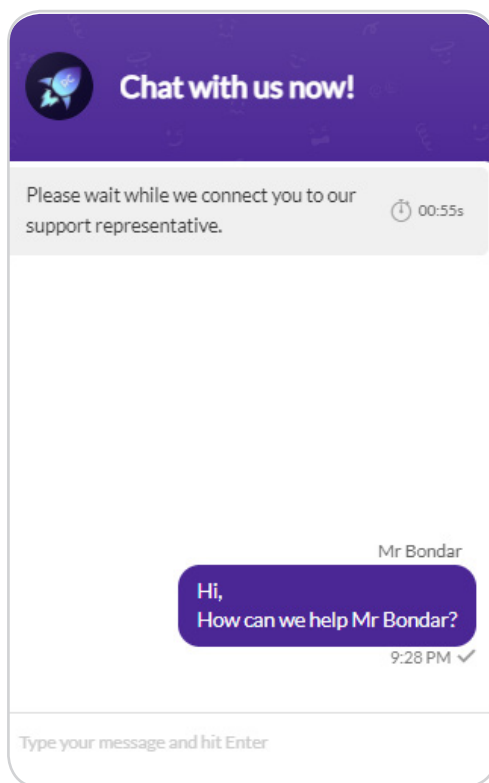 Chat with us now!
Please wait while we connect you to our
support representative.
00:55s
Mr Bondar
Hi,
How can we help Mr Bondar?
9:28 PM
Type your message and hit Enter